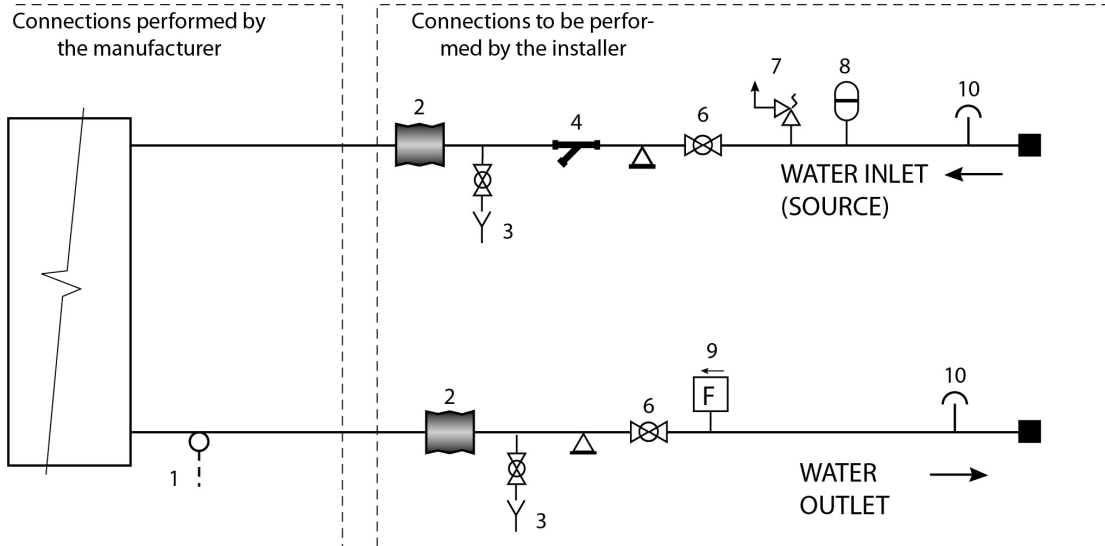 Connections performed by
the manufacturer
Connections to be perfor-
med by the installer
7
8
10
2
4
6
WATER INLET
(SOURCE)
3
9
2
6
F
10
1
WATER
OUTLET
3